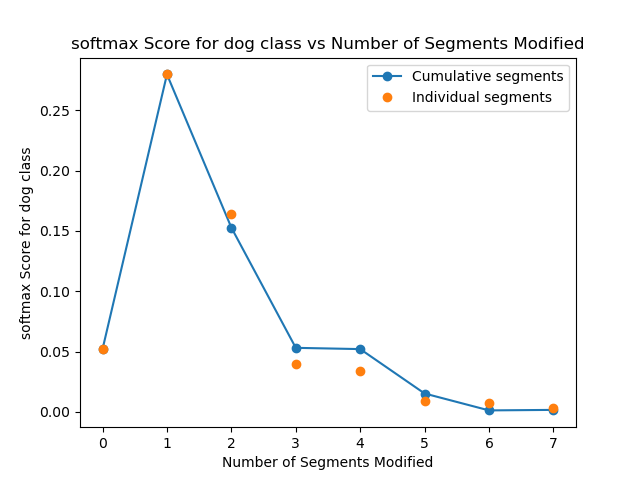 softmax Score for dog class vs Number of Segments Modified
Cumulative segments
Individual segments
softmax Score for dog class
0.25
0.20
0.15
0.10
0.05
0.00
0 1 2 3 4 5 6 7
Number of Segments Modified